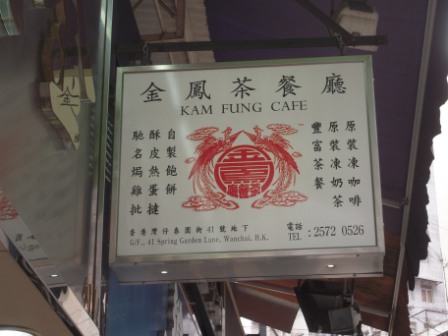 金鳳茶餐廳
KAM FUNG CAFE
原裝凍咖啡
原裝凍奶茶
豐富茶餐
自製飽餅
酥皮熱蛋撻
馳名焗雞批
香港灣仔春園街41號地下
G/F., 41 Spring Garden Lane, Wanchai, H.K.
電話
TEL : 2572 0526